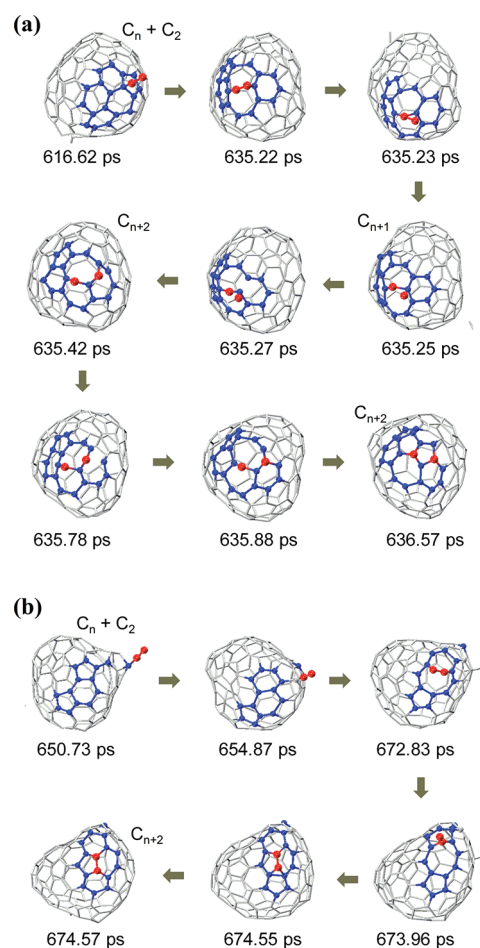 (a)
Cn + C2
616.62 ps
635.22 ps
635.23 ps
Cn+2
Cn+1
635.42 ps
635.27 ps
635.25 ps
Cn+2
635.78 ps
635.88 ps
636.57 ps
(b)
Cn + C2
650.73 ps
654.87 ps
672.83 ps
Cn+2
674.57 ps
674.55 ps
673.96 ps